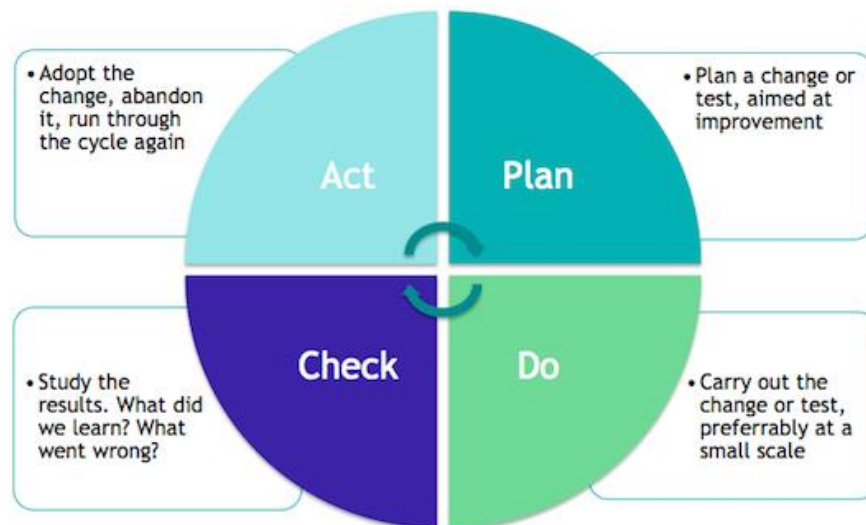 • Adopt the
change, abandon
it, run through
the cycle again
Act
Plan
• Plan a change or
test, aimed at
improvement
• Study the
results. What did
we learn? What
went wrong?
Check
Do
• Carry out the
change or test,
preferrably at a
small scale